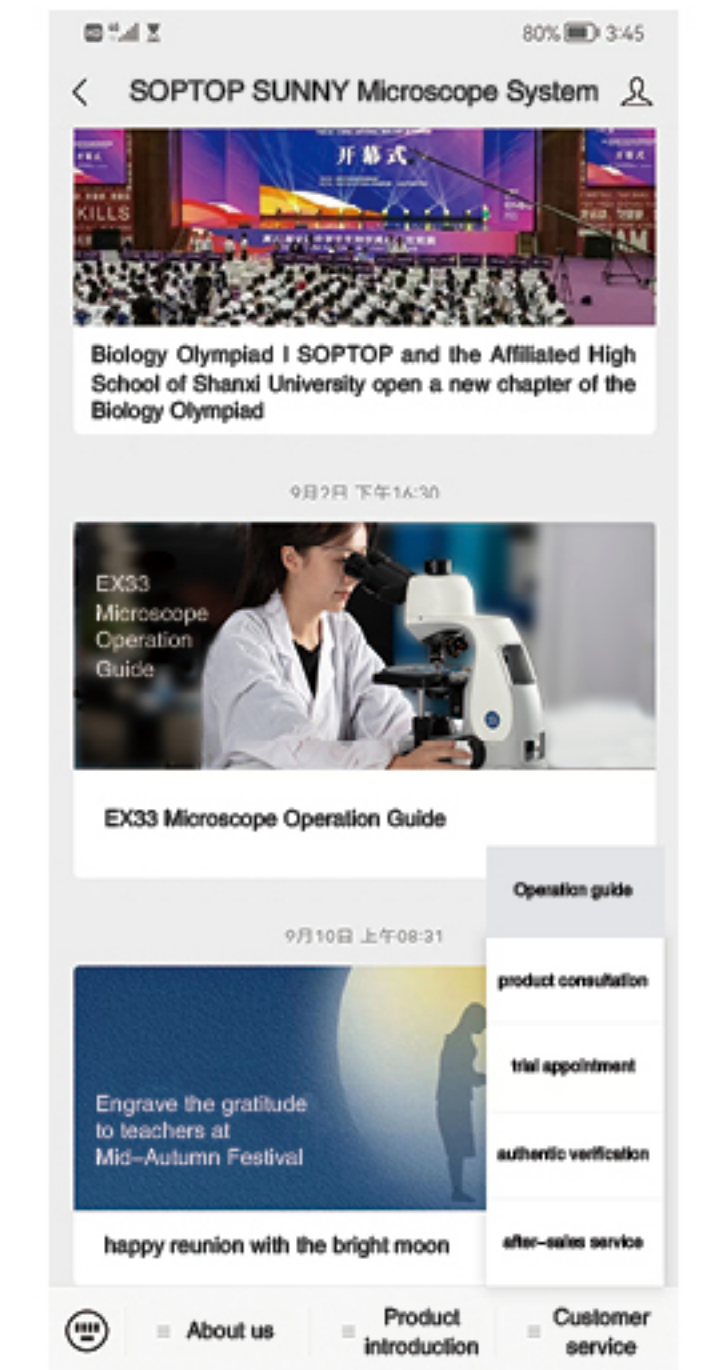 80% 3:45
SOPTOP SUNNY Microscope System
开幕式
KILLS
Biology Olympiad | SOPTOP and the Affiliated High
School of Shanxi University open a new chapter of the
Biology Olympiad
9月2日 下午16:30
EX33
Microscope
Operation
Guide
EX33 Microscope Operation Guide
Operation guide
9月10日 上午08:31
product consultation
trial appointment
Engrave the gratitude
to teachers at
Mid-Autumn Festival
authentic verification
happy reunion with the bright moon
after-sales service
About us
Product
introduction
Customer
service